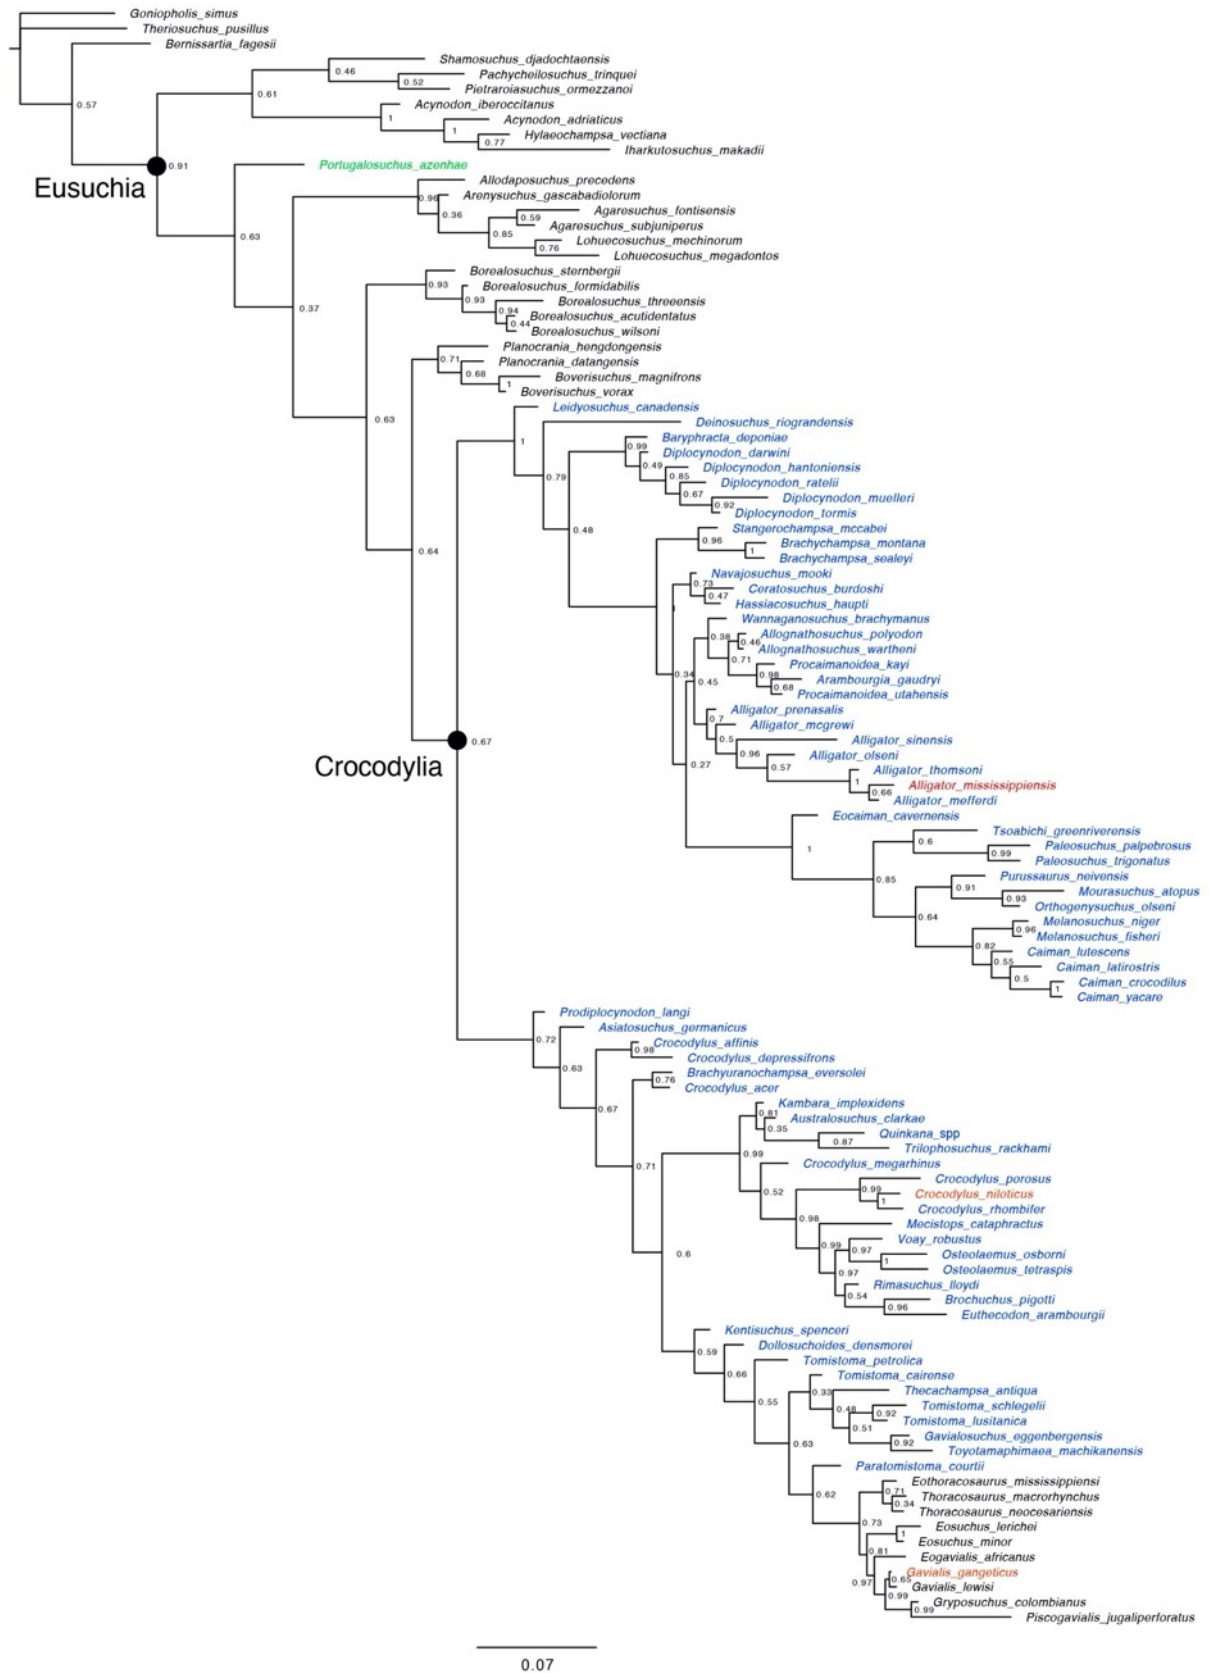 Goniopholis_simus
Theriosuchus_pusillus
Bernissartia_fagesii
Shamosuchus_djadochtaensis
0.46
Pachycheilosuchus_trinquei
0.52
Pietraroiasuchus_ormezzanoi
0.61
0.57
Acynodon_iberoccitanus
1
Acynodon_adriaticus
1
Hylaeochampsa_vectiana
0.77
Iharkutosuchus_makadii
0.91
Portugalosuchus_azenhae
Eusuchia
Allodaposuchus_precedens
0.96
Arenysuchus_gascabadiolorum
0.36
Agaresuchus_fontisensis
0.59
Agaresuchus_subjuniperus
0.85
0.63
Lohuecosuchus_mechinorum
0.76
Lohuecosuchus_megadontos
Borealosuchus_sternbergii
0.93
Borealosuchus_formidabilis
0.93
Borealosuchus_threeensis
0.37
0.94
Borealosuchus_acutidentatus
0.44
Borealosuchus_wilsoni
Planocrania_hengdongensis
0.71
Planocrania_datangensis
0.68
Boverisuchus_magnifrons
1
Boverisuchus_vorax
Leidyosuchus_canadensis
0.63
Deinosuchus_riograndensis
1
Baryphracta_deponiae
0.99
Diplocynodon_darwini
0.49
Diplocynodon_hantoniensis
0.79
0.85
Diplocynodon_ratelii
0.67
Diplocynodon_muelleri
0.92
Diplocynodon_tormis
0.48
Stangerochampsa_mccabei
0.96
Brachychampsa_montana
0.64
1
Brachychampsa_sealeyi
Navajosuchus_mooki
0.73
Ceratosuchus_burdoshi
0.47
Hassiacosuchus_haupti
Wannaganosuchus_brachymanus
0.38
Allognathosuchus_polyodon
0.46
Allognathosuchus_wartheni
0.71
Procaimanoidea_kayi
0.34
0.98
Arambourgia_gaudryi
0.45
0.68
Procaimanoidea_utahensis
Alligator_prenasalis
0.7
Alligator_mcgrewi
0.5
Alligator_sinensis
0.67
0.96
Alligator_olseni
0.27
0.57
Crocodylia
Alligator_thomsoni
1
Alligator_mississippiensis
0.66
Alligator_mefferdi
Eocaiman_cavernensis
Tsoabichi_greenriverensis
0.6
Paleosuchus_palpebrosus
1
0.99
Paleosuchus_trigonatus
Purussaurus_neivensis
0.85
0.91
Mourasuchus_atopus
0.93
Orthogenysuchus_olseni
0.64
Melanosuchus_niger
0.96
Melanosuchus_fisheri
0.82
Caiman_lutescens
0.55
Caiman_latirostris
0.5
Caiman_crocodilus
1
Caiman_yacare
Prodiplocynodon_langi
Asiatosuchus_germanicus
0.72
Crocodylus_affinis
0.98
Crocodylus_depressifrons
0.63
Brachyuranochampsa_eversolei
0.76
Crocodylus_acer
Kambara_implexidens
0.67
0.81
Australosuchus_clarkae
0.35
Quinkana_spp
0.87
Trilophosuchus_rackhami
0.99
Crocodylus_megarhinus
0.71
Crocodylus_porosus
0.99
Crocodylus_niloticus
0.52
1
Crocodylus_rhombifer
0.98
Mecistops_cataphractus
Voay_robustus
0.99
0.97
Osteolaemus_osborni
0.6
1
Osteolaemus_tetraspis
0.97
Rimasuchus_lloydi
0.54
Brochuchus_pigotti
0.96
Euthecodon_arambourgii
Kentisuchus_spenceri
Dollosuchoides_densmorei
0.59
Tomistoma_petrolica
0.66
Tomistoma_cairense
0.33
Thecachampsa_antiqua
0.55
0.48
Tomistoma_schlegelii
0.92
Tomistoma_lusitanica
0.51
Gavialosuchus_eggenbergensis
0.63
0.92
Toyotamaphimaea_machikanensis
Paratomistoma_courtii
Eothoracosaurus_mississippiensi
0.62
0.71
Thoracosaurus_macrorhynchus
0.34
Thoracosaurus_neocesariensis
0.73
Eosuchus_lerichei
1
Eosuchus_minor
0.81
Eogavialis_africanus
Gavialis_gangeticus
0.97
0.65
Gavialis_lewisi
0.99
Gryposuchus_colombianus
0.99
Piscogavialis_jugaliperforatus
0.07